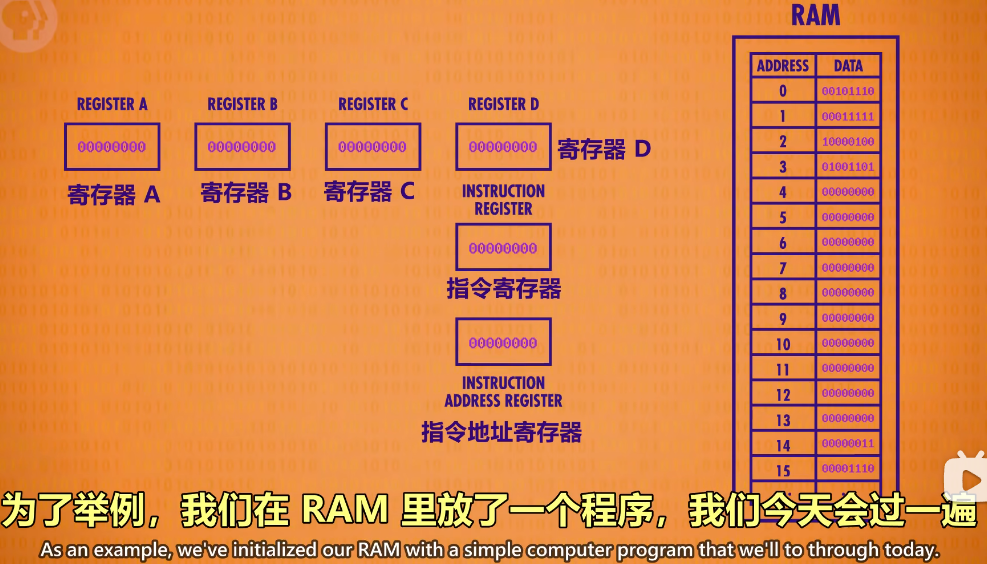 RAM
ADDRESS DATA
0 00101110
1 00011111
2 10000100
3 01001101
4 00000000
5 00000000
6 00000000
7 00000000
8 00000000
9 00000000
10 00000000
11 00000000
12 00000000
13 00000000
14 00000011
15 00001110
REGISTER A REGISTER B REGISTER C REGISTER D
00000000 00000000 00000000 00000000
寄存器 A 寄存器 B 寄存器 C 寄存器 D
INSTRUCTION
REGISTER
00000000
指令寄存器
00000000
INSTRUCTION
ADDRESS REGISTER
指令地址寄存器
为了举例，我们在 RAM 里放了一个程序，我们今天会过一遍
As an example, we've initialized our RAM with a simple computer program that we'll to through today.